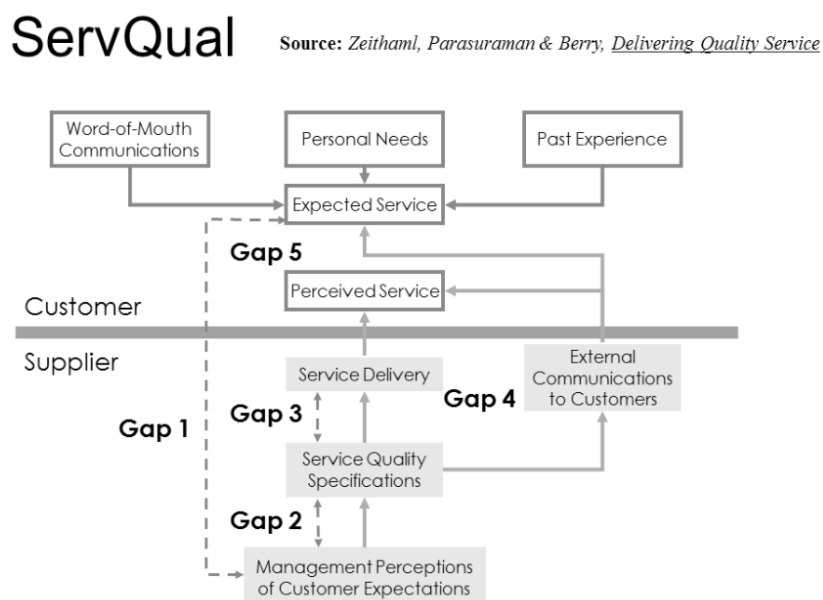 ServQual
Source: Zeithaml, Parasuraman & Berry, Delivering Quality Service
Word-of-Mouth
Communications
Personal Needs
Past Experience
Expected Service
Gap 5
Perceived Service
Customer
Supplier
Service Delivery
External
Communications
to Customers
Gap 4
Gap 3
Gap 1
Service Quality
Specifications
Gap 2
Management Perceptions
of Customer Expectations